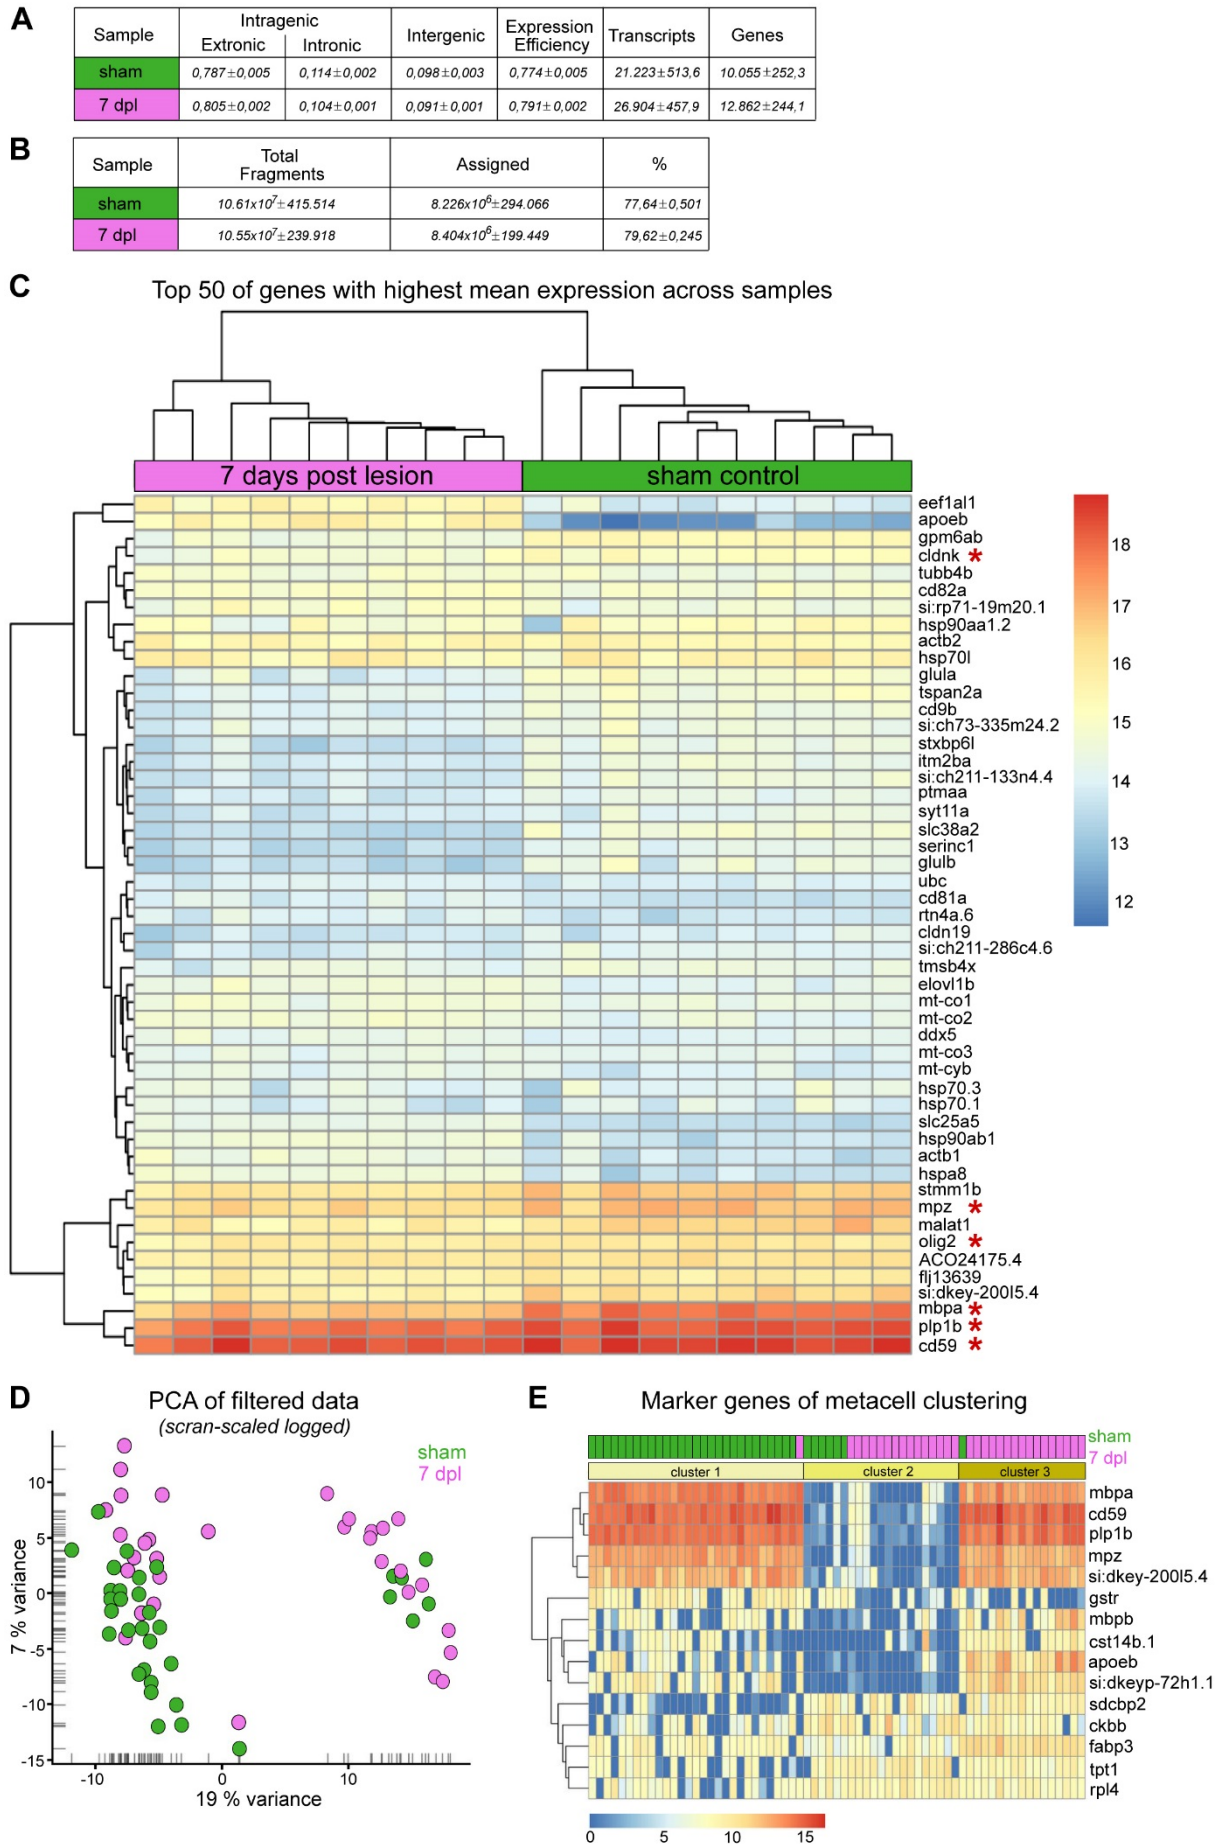 A
Sample Intragenic Intergenic Expression Efficiency Transcripts Genes
Extronic Intronic
sham 0,787±0,005 0,114±0,002 0,098±0,003 0,774±0,005 21.223±513,6 10.055±252,3
7 dpl 0,805±0,002 0,104±0,001 0,091±0,001 0,791±0,002 26.904±457,9 12.862±244,1
B
Sample Total Fragments Assigned %
sham 10.61x10⁷±415.514 8.226x10⁶±294.066 77,64±0,501
7 dpl 10.55x10⁷±239.918 8.404x10⁶±199.449 79,62±0,245
C
Top 50 of genes with highest mean expression across samples
7 days post lesion sham control
eef1al1
apoeb
gpm6ab
cldnk *
tubb4b
cd82a
si:rp71-19m20.1
hsp90aa1.2
actb2
hsp70l
glula
tspan2a
cd9b
si:ch73-335m24.2
stxbp6l
itm2ba
si:ch211-133n4.4
ptmaa
syt11a
slc38a2
serinc1
glulb
ubc
cd81a
rtn4a.6
cldn19
si:ch211-286c4.6
tmsb4x
elovl1b
mt-co1
mt-co2
ddx5
mt-co3
mt-cyb
hsp70.3
hsp70.1
slc25a5
hsp90ab1
actb1
hspa8
stmm1b
mpz *
malat1
olig2 *
ACO24175.4
flj13639
si:dkey-200l5.4
mbpa *
plp1b *
cd59 *
18
17
16
15
14
13
12
D
PCA of filtered data
(scran-scaled logged)
sham
7 dpl
7 % variance
10
5
0
-5
-10
-15
-10 0 10
19 % variance
E
Marker genes of metacell clustering
sham
7 dpl
cluster 1 cluster 2 cluster 3
mbpa
cd59
plp1b
mpz
si:dkey-200l5.4
gstr
mbpb
cst14b.1
apoeb
si:dkeyp-72h1.1
sdcbp2
ckbb
fabp3
tpt1
rpl4
0 5 10 15